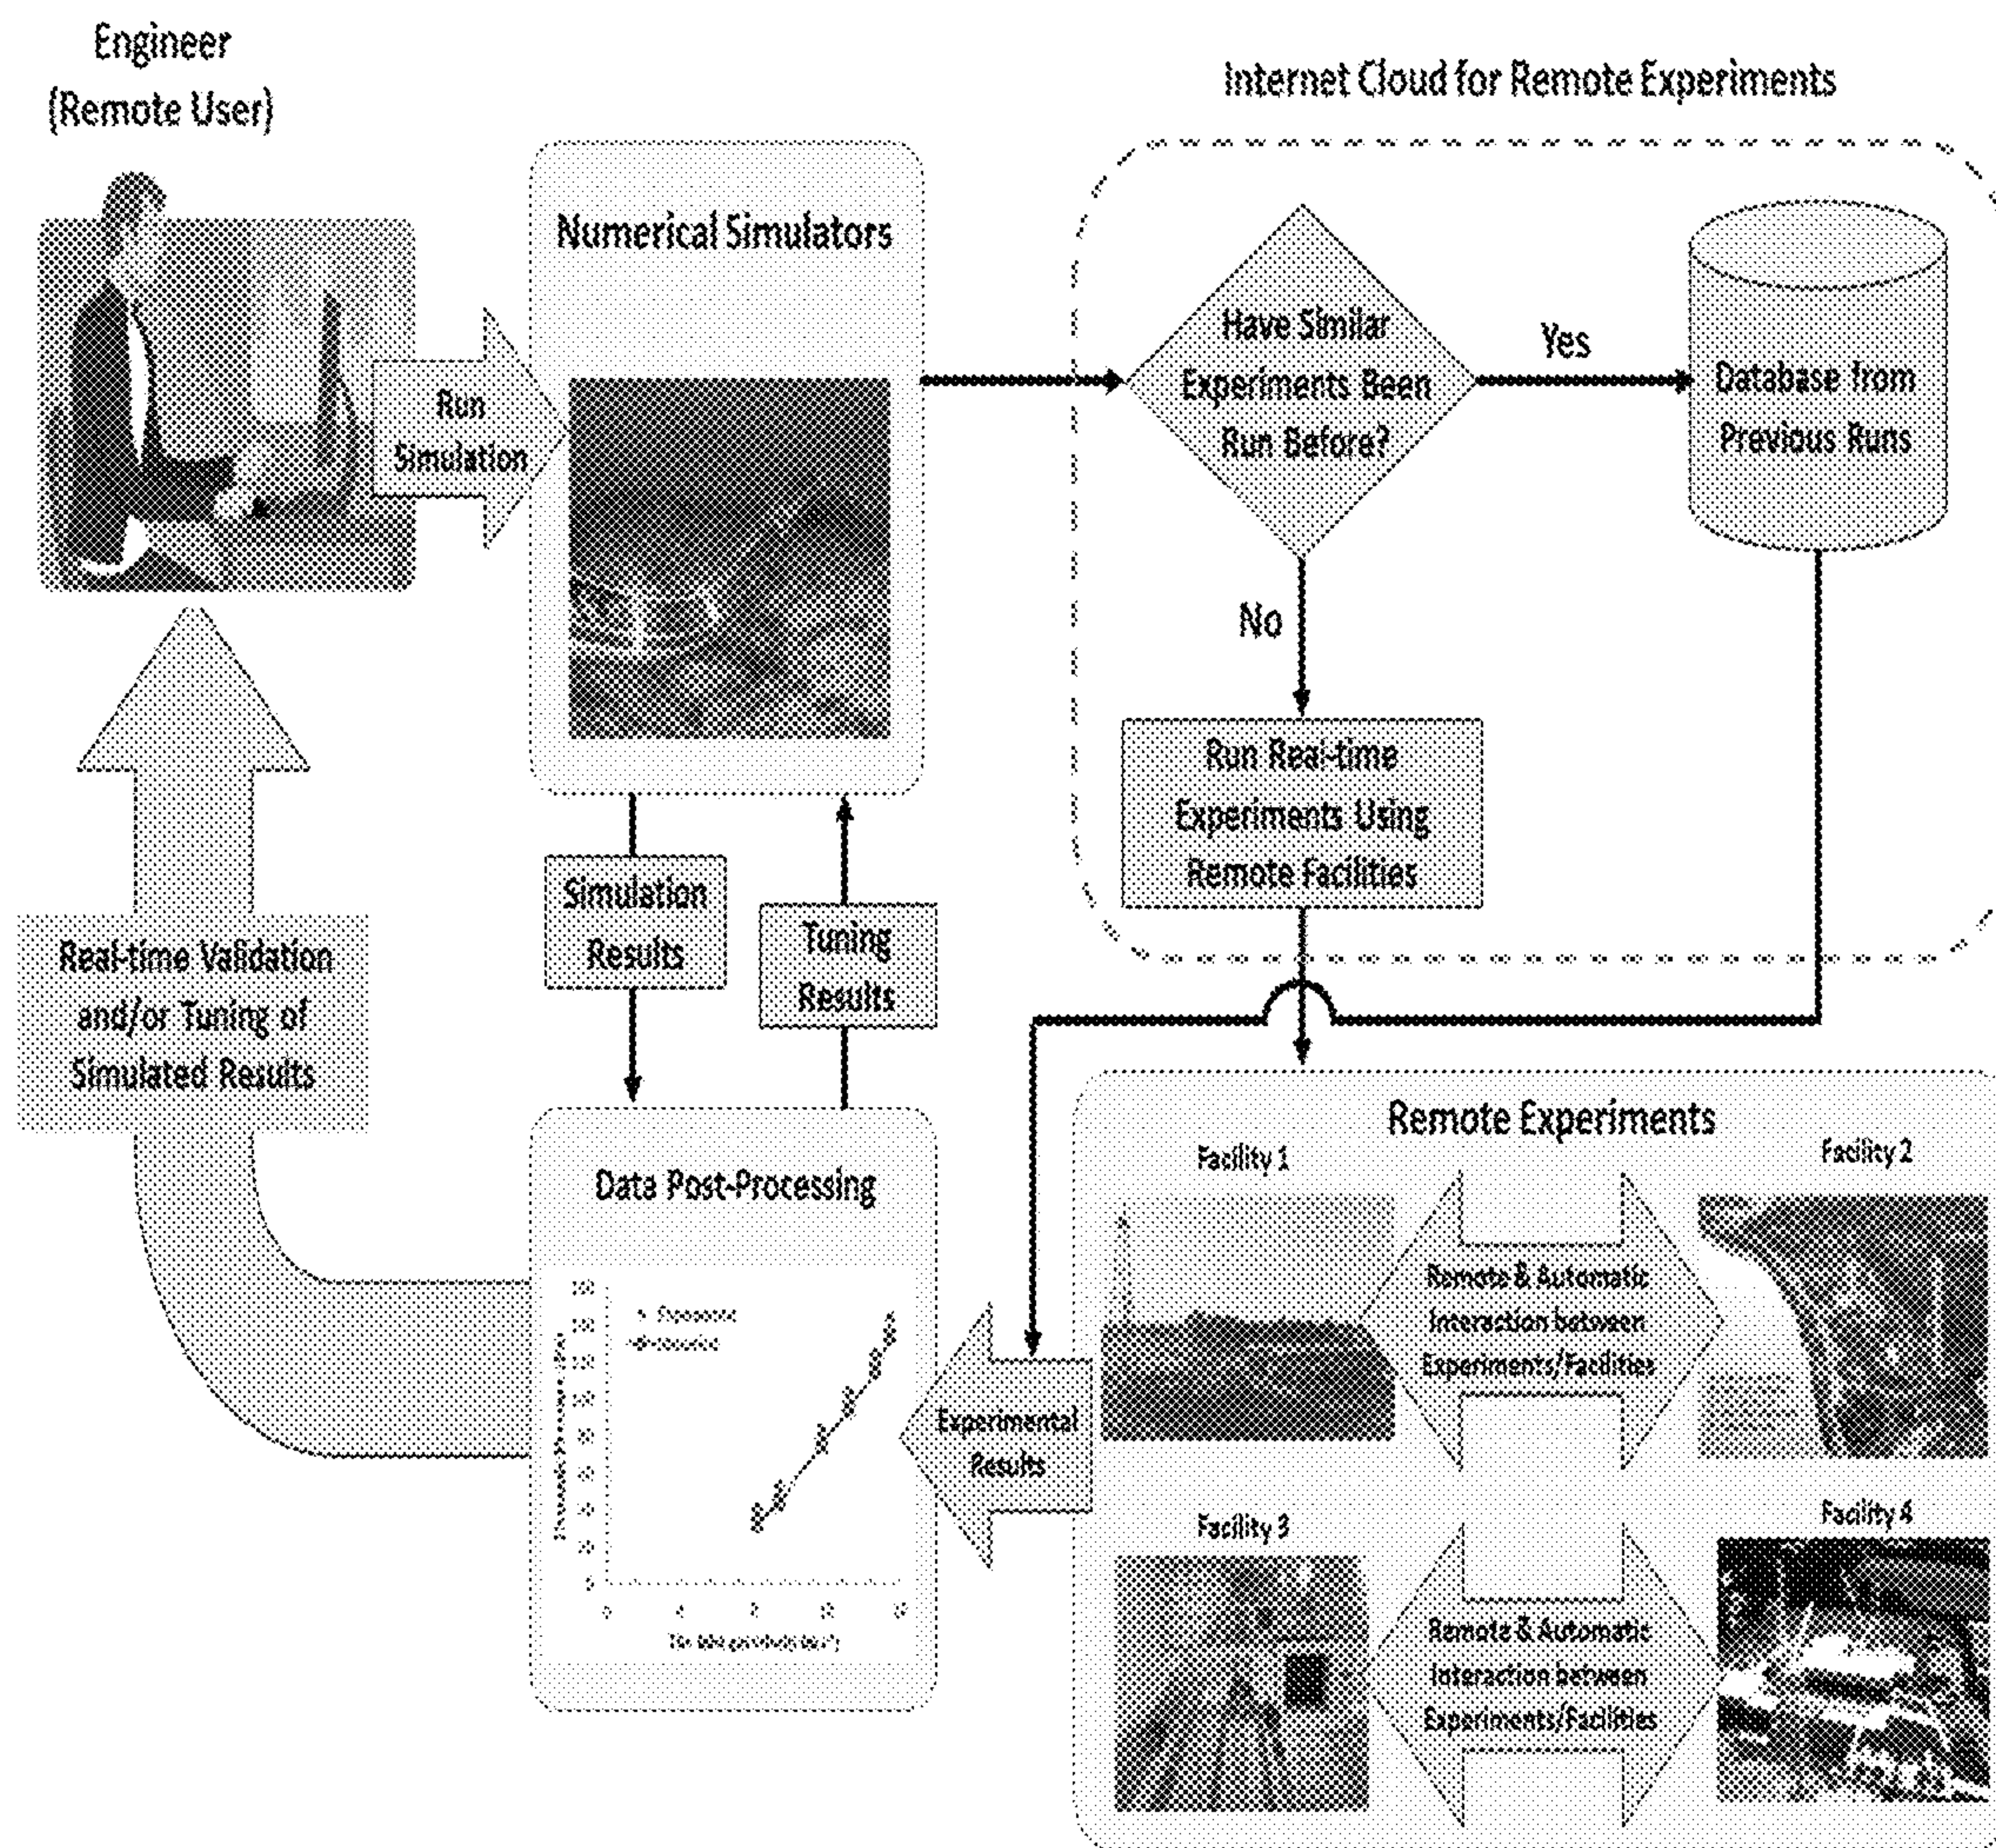 Engineer
(Remote User)
Internet Cloud for Remote Experiments
Numerical Simulators
Run
Simulation
Have Similar
Experiments Been
Run Before?
Yes
Database from
Previous Runs
No
Run Real-time
Experiments Using
Remote Facilities
Simulation
Results
Tuning
Results
Real-time Validation
and/or Tuning of
Simulated Results
Data Post-Processing
Experimental
Results
Remote Experiments
Facility 1
Facility 2
Remote & Automatic
Interaction between
Experiments/Facilities
Facility 3
Facility 4
Remote & Automatic
Interaction between
Experiments/Facilities